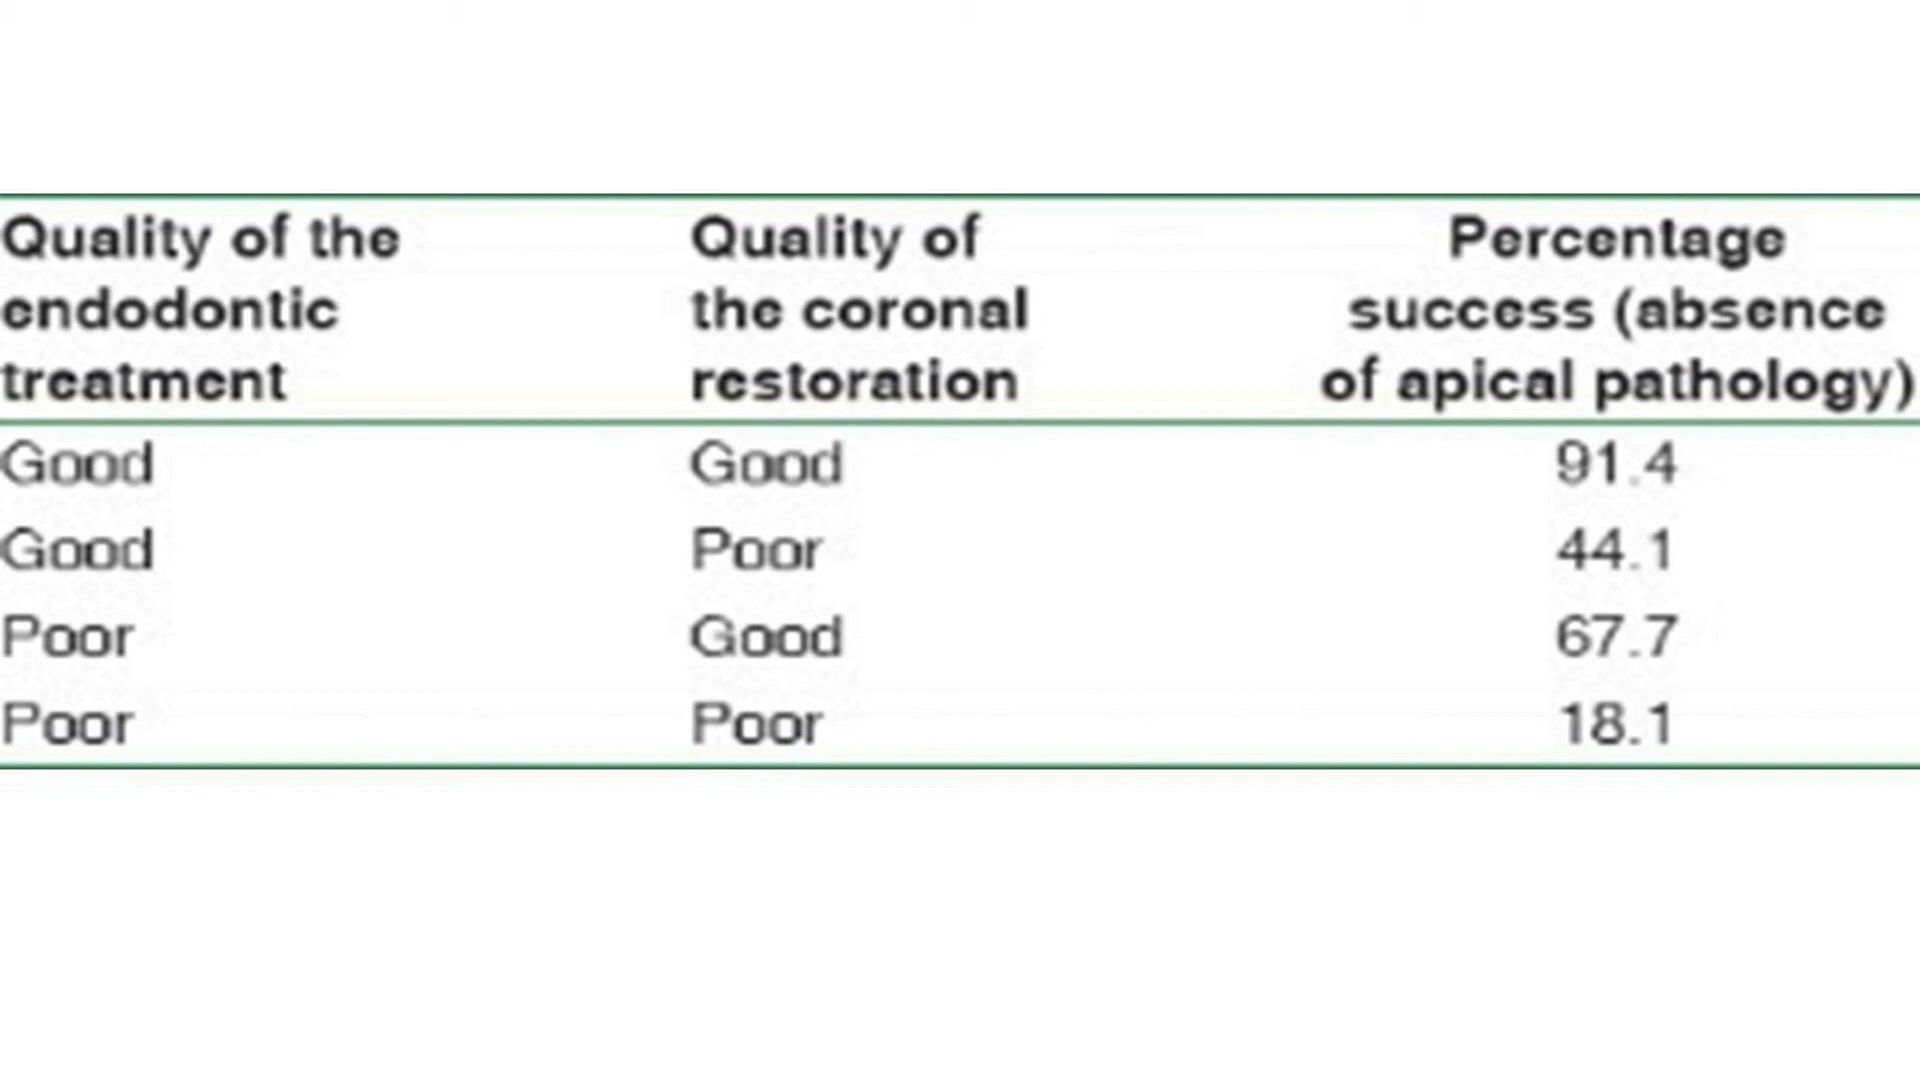 Quality of the endodontic treatment Quality of the coronal restoration Percentage success (absence of apical pathology)
Good Good 91.4
Good Poor 44.1
Poor Good 67.7
Poor Poor 18.1